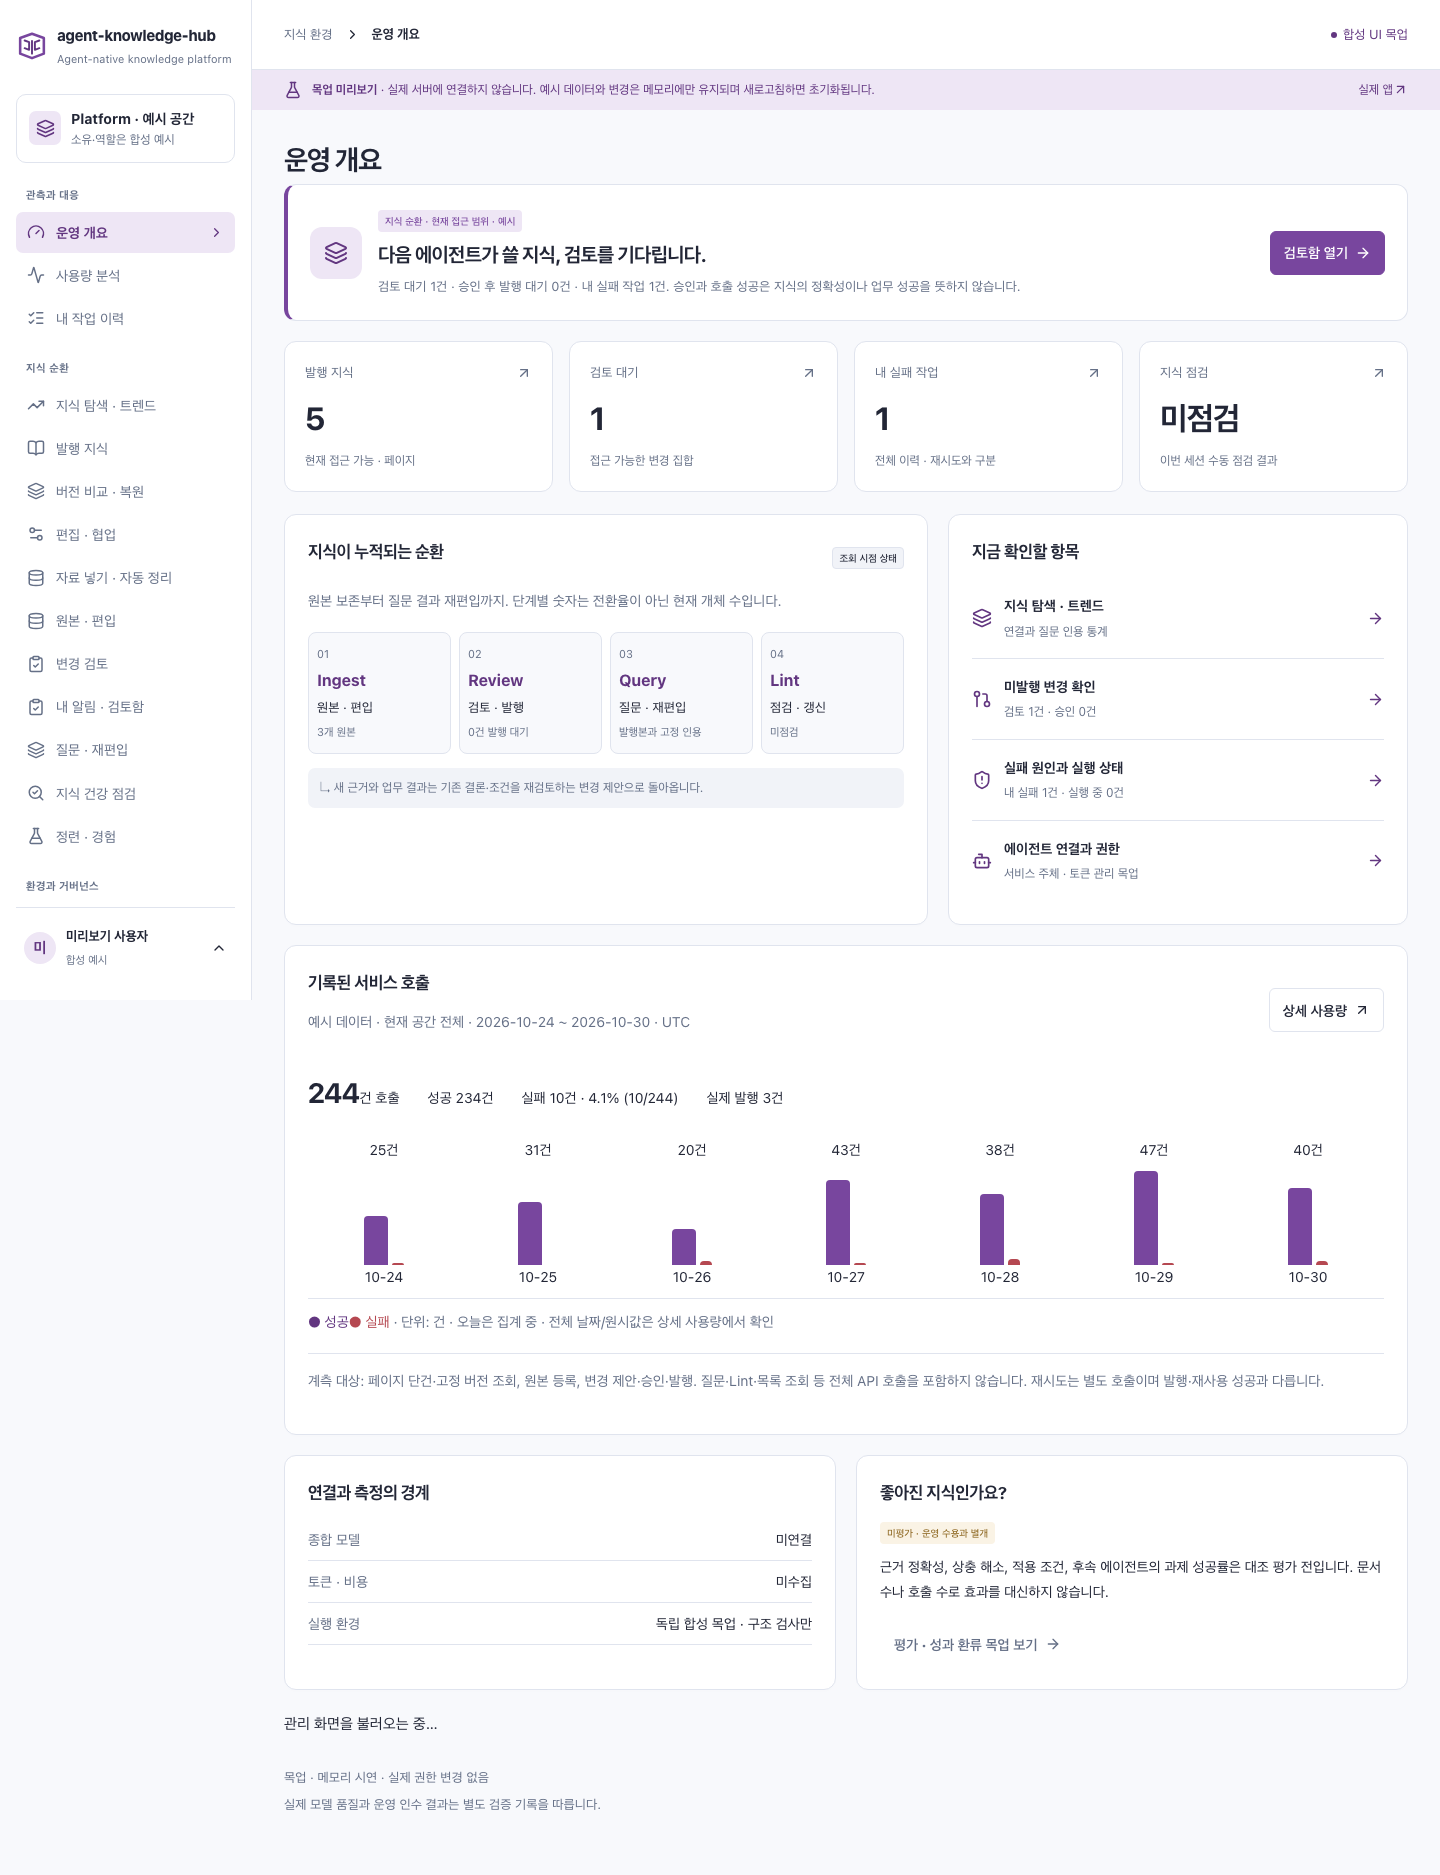 agent-knowledge-hub
Agent-native knowledge platform
Platform · 예시 공간
소유·역할은 합성 예시
관측과 대응
운영 개요
사용량 분석
내 작업 이력
지식 순환
지식 탐색 · 트렌드
발행 지식
버전 비교 · 복원
편집 · 협업
자료 넣기 · 자동 정리
원본 · 편입
변경 검토
내 알림 · 검토함
질문 · 재편입
지식 건강 점검
정련 · 경험
환경과 거버넌스
미
미리보기 사용자
합성 예시
지식 환경
운영 개요
합성 UI 목업
목업 미리보기 · 실제 서버에 연결하지 않습니다. 예시 데이터와 변경은 메모리에만 유지되며 새로고침하면 초기화됩니다.
실제 앱
운영 개요
지식 순환 · 현재 접근 범위 · 예시
다음 에이전트가 쓸 지식, 검토를 기다립니다.
검토 대기 1건 · 승인 후 발행 대기 0건 · 내 실패 작업 1건. 승인과 호출 성공은 지식의 정확성이나 업무 성공을 뜻하지 않습니다.
검토함 열기
발행 지식
5
현재 접근 가능 · 페이지
검토 대기
1
접근 가능한 변경 집합
내 실패 작업
1
전체 이력 · 재시도와 구분
지식 점검
미점검
이번 세션 수동 점검 결과
지식이 누적되는 순환
조회 시점 상태
원본 보존부터 질문 결과 재편입까지. 단계별 숫자는 전환율이 아닌 현재 개체 수입니다.
01
Ingest
원본 · 편입
3개 원본
02
Review
검토 · 발행
0건 발행 대기
03
Query
질문 · 재편입
발행본과 고정 인용
04
Lint
점검 · 갱신
미점검
새 근거와 업무 결과는 기존 결론·조건을 재검토하는 변경 제안으로 돌아옵니다.
지금 확인할 항목
지식 탐색 · 트렌드
연결과 질문 인용 통계
미발행 변경 확인
검토 1건 · 승인 0건
실패 원인과 실행 상태
내 실패 1건 · 실행 중 0건
에이전트 연결과 권한
서비스 주체 · 토큰 관리 목업
기록된 서비스 호출
예시 데이터 · 현재 공간 전체 · 2026-10-24 ~ 2026-10-30 · UTC
상세 사용량
244건 호출 성공 234건 실패 10건 · 4.1% (10/244) 실제 발행 3건
25건 31건 20건 43건 38건 47건 40건
10-24 10-25 10-26 10-27 10-28 10-29 10-30
● 성공● 실패 · 단위: 건 · 오늘은 집계 중 · 전체 날짜/원시값은 상세 사용량에서 확인
계측 대상: 페이지 단건·고정 버전 조회, 원본 등록, 변경 제안·승인·발행. 질문·Lint·목록 조회 등 전체 API 호출을 포함하지 않습니다. 재시도는 별도 호출이며 발행·재사용 성공과 다릅니다.
연결과 측정의 경계
종합 모델 미연결
토큰 · 비용 미수집
실행 환경 독립 합성 목업 · 구조 검사만
좋아진 지식인가요?
미평가 · 운영 수용과 별개
근거 정확성, 상충 해소, 적용 조건, 후속 에이전트의 과제 성공률은 대조 평가 전입니다. 문서
수나 호출 수로 효과를 대신하지 않습니다.
평가 · 성과 환류 목업 보기
관리 화면을 불러오는 중...
목업 · 메모리 시연 · 실제 권한 변경 없음
실제 모델 품질과 운영 인수 결과는 별도 검증 기록을 따릅니다.